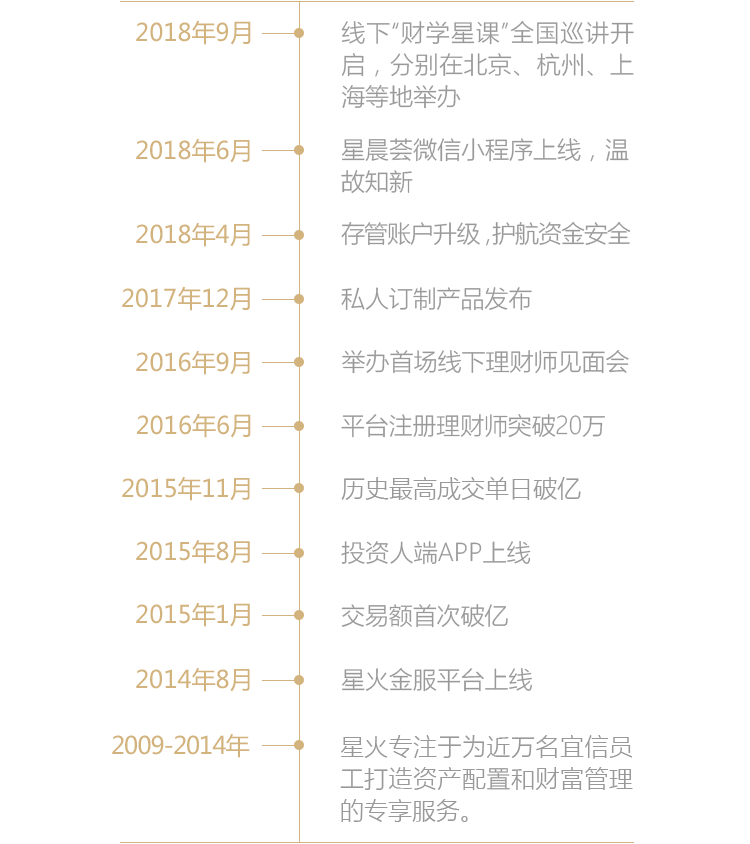 2018年9月
线下“财学星课”全国巡讲开
启，分别在北京、杭州、上
海等地举办
2018年6月
星晨荟微信小程序上线，温
故知新
2018年4月
存管账户升级,护航资金安全
2017年12月
私人订制产品发布
2016年9月
举办首场线下理财师见面会
2016年6月
平台注册理财师突破20万
2015年11月
历史最高成交单日破亿
2015年8月
投资人端APP上线
2015年1月
交易额首次破亿
2014年8月
星火金服平台上线
2009-2014年
星火专注于为近万名宜信员
工打造资产配置和财富管理
的专享服务。